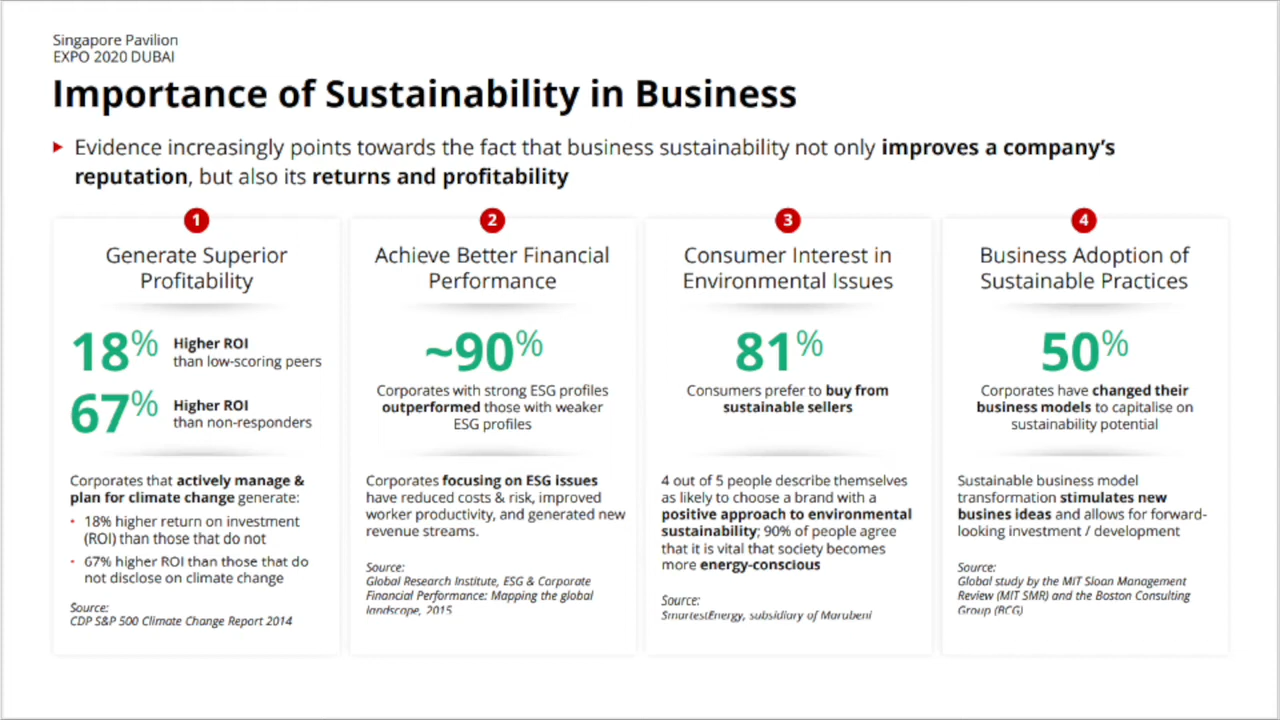 Singapore Pavilion
EXPO 2020 DUBAI
Importance of Sustainability in Business
Evidence increasingly points towards the fact that business sustainability not only improves a company's
reputation, but also its returns and profitability
1
Generate Superior
Profitability
18% Higher ROI
than low-scoring peers
67% Higher ROI
than non-responders
Corporates that actively manage &
plan for climate change generate:
• 18% higher return on investment
(ROI) than those that do not
• 67% higher ROI than those that do
not disclose on climate change
Source:
CDP S&P 500 Climate Change Report 2014
2
Achieve Better Financial
Performance
~90%
Corporates with strong ESG profiles
outperformed those with weaker
ESG profiles
Corporates focusing on ESG issues
have reduced costs & risk, improved
worker productivity, and generated new
revenue streams.
Source:
Global Research Institute, ESG & Corporate
Financial Performance: Mapping the global
landscape, 2015
3
Consumer Interest in
Environmental Issues
81%
Consumers prefer to buy from
sustainable sellers
4 out of 5 people describe themselves
as likely to choose a brand with a
positive approach to environmental
sustainability; 90% of people agree
that it is vital that society becomes
more energy-conscious
Source:
SmartestEnergy, subsidiary of Marubeni
4
Business Adoption of
Sustainable Practices
50%
Corporates have changed their
business models to capitalise on
sustainability potential
Sustainable business model
transformation stimulates new
busines ideas and allows for forward-
looking investment / development
Source:
Global study by the MIT Sloan Management
Review (MIT SMR) and the Boston Consulting
Group (BCG)